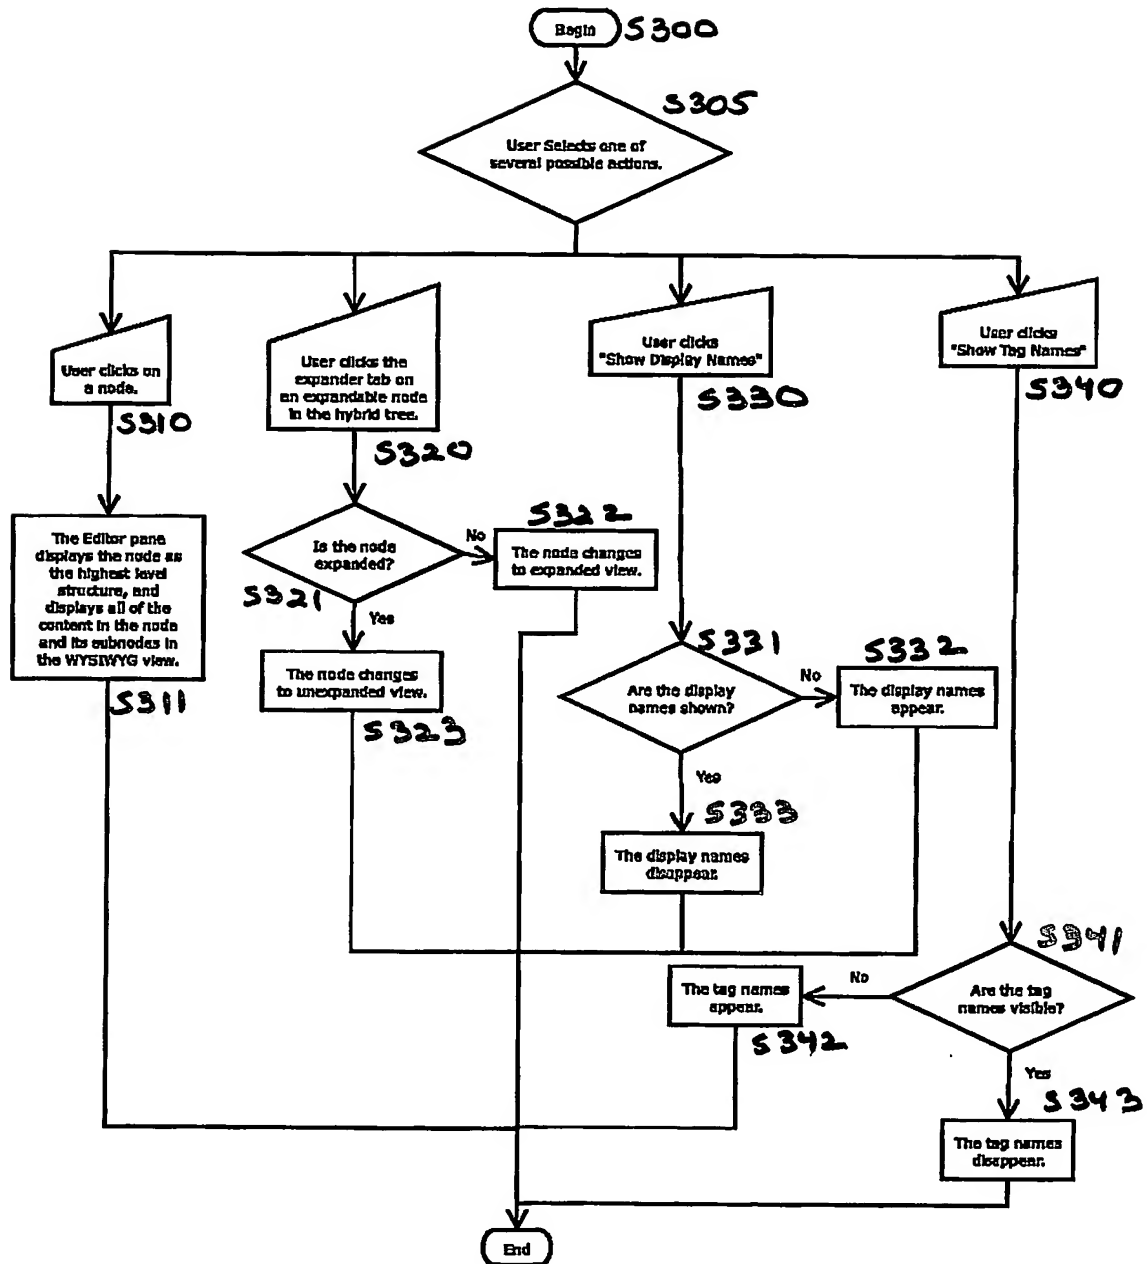 Begin
S300
S305
User Selects one of
several possible actions.
User clicks on
a node.
S310
User clicks the
expander tab on
an expandable node
in the hybrid tree.
S320
User clicks
"Show Display Names"
S330
User clicks
"Show Tag Names"
S340
The Editor pane
displays the node as
the highest level
structure, and
displays all of the
content in the node
and its subnodes in
the WYSIWYG view.
S311
Is the node
expanded?
S321
No
S322
The node changes
to expanded view.
Yes
The node changes
to unexpanded view.
S323
S331
Are the display
names shown?
No
S332
The display names
appear.
Yes
S333
The display names
disappear.
S341
Are the tag
names visible?
No
The tag names
appear.
S342
Yes
S343
The tag names
disappear.
End